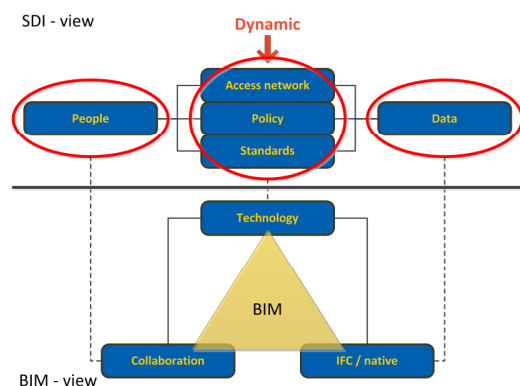 SDI - view
Dynamic
Access network
People
Policy
Data
Standards
Technology
BIM
Collaboration
IFC / native
BIM - view